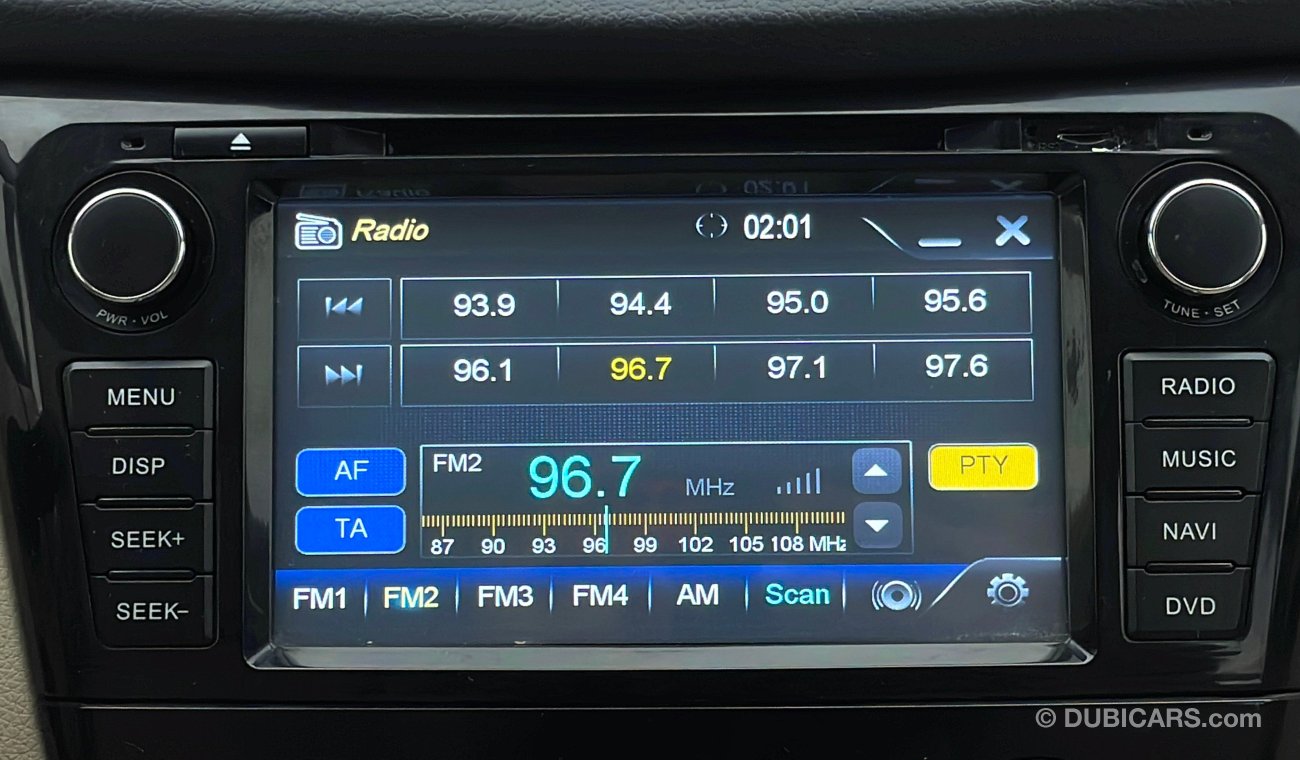 Radio 02:01
93.9 94.4 95.0 95.6
96.1 96.7 97.1 97.6
AF
TA
FM2 96.7 MHz
87 90 93 96 99 102 105 108 MHz
PTY
FM1 FM2 FM3 FM4 AM Scan
PWR • VOL
MENU
DISP
SEEK+
SEEK-
TUNE • SET
RADIO
MUSIC
NAVI
DVD
© DUBICARS.com